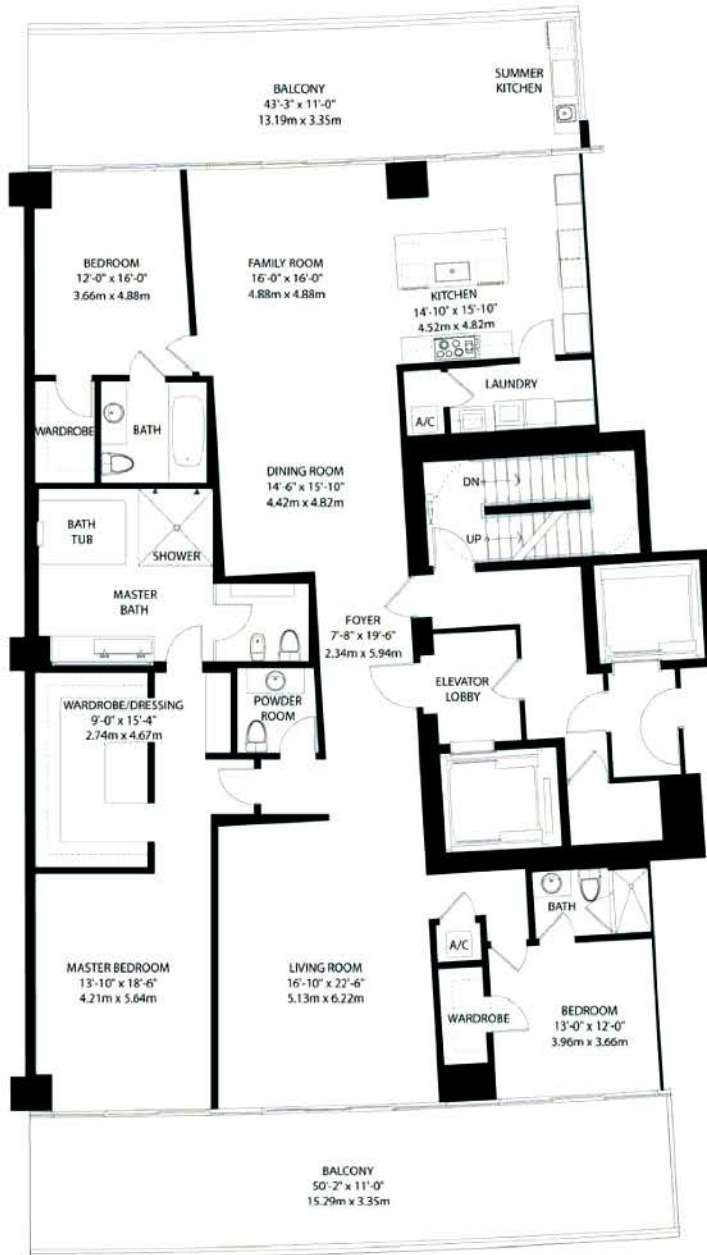 BALCONY
43'-3" x 11'-0"
13.19m x 3.35m
SUMMER
KITCHEN
BEDROOM
12'-0" x 16'-0"
3.66m x 4.88m
FAMILY ROOM
16'-0" x 16'-0"
4.88m x 4.88m
KITCHEN
14'-10" x 15'-10"
4.52m x 4.82m
WARDROBE
BATH
A/C
LAUNDRY
DINING ROOM
14'-6" x 15'-10"
4.42m x 4.82m
DN
UP
BATH
TUB
SHOWER
MASTER
BATH
FOYER
7'-8" x 19'-6"
2.34m x 5.94m
ELEVATOR
LOBBY
WARDROBE/DRESSING
9'-0" x 15'-4"
2.74m x 4.67m
POWDER
ROOM
MASTER BEDROOM
13'-10" x 18'-6"
4.21m x 5.64m
LIVING ROOM
16'-10" x 22'-6"
5.13m x 6.22m
A/C
BATH
WARDROBE
BEDROOM
13'-0" x 12'-0"
3.96m x 3.66m
BALCONY
50'-2" x 11'-0"
15.29m x 3.35m